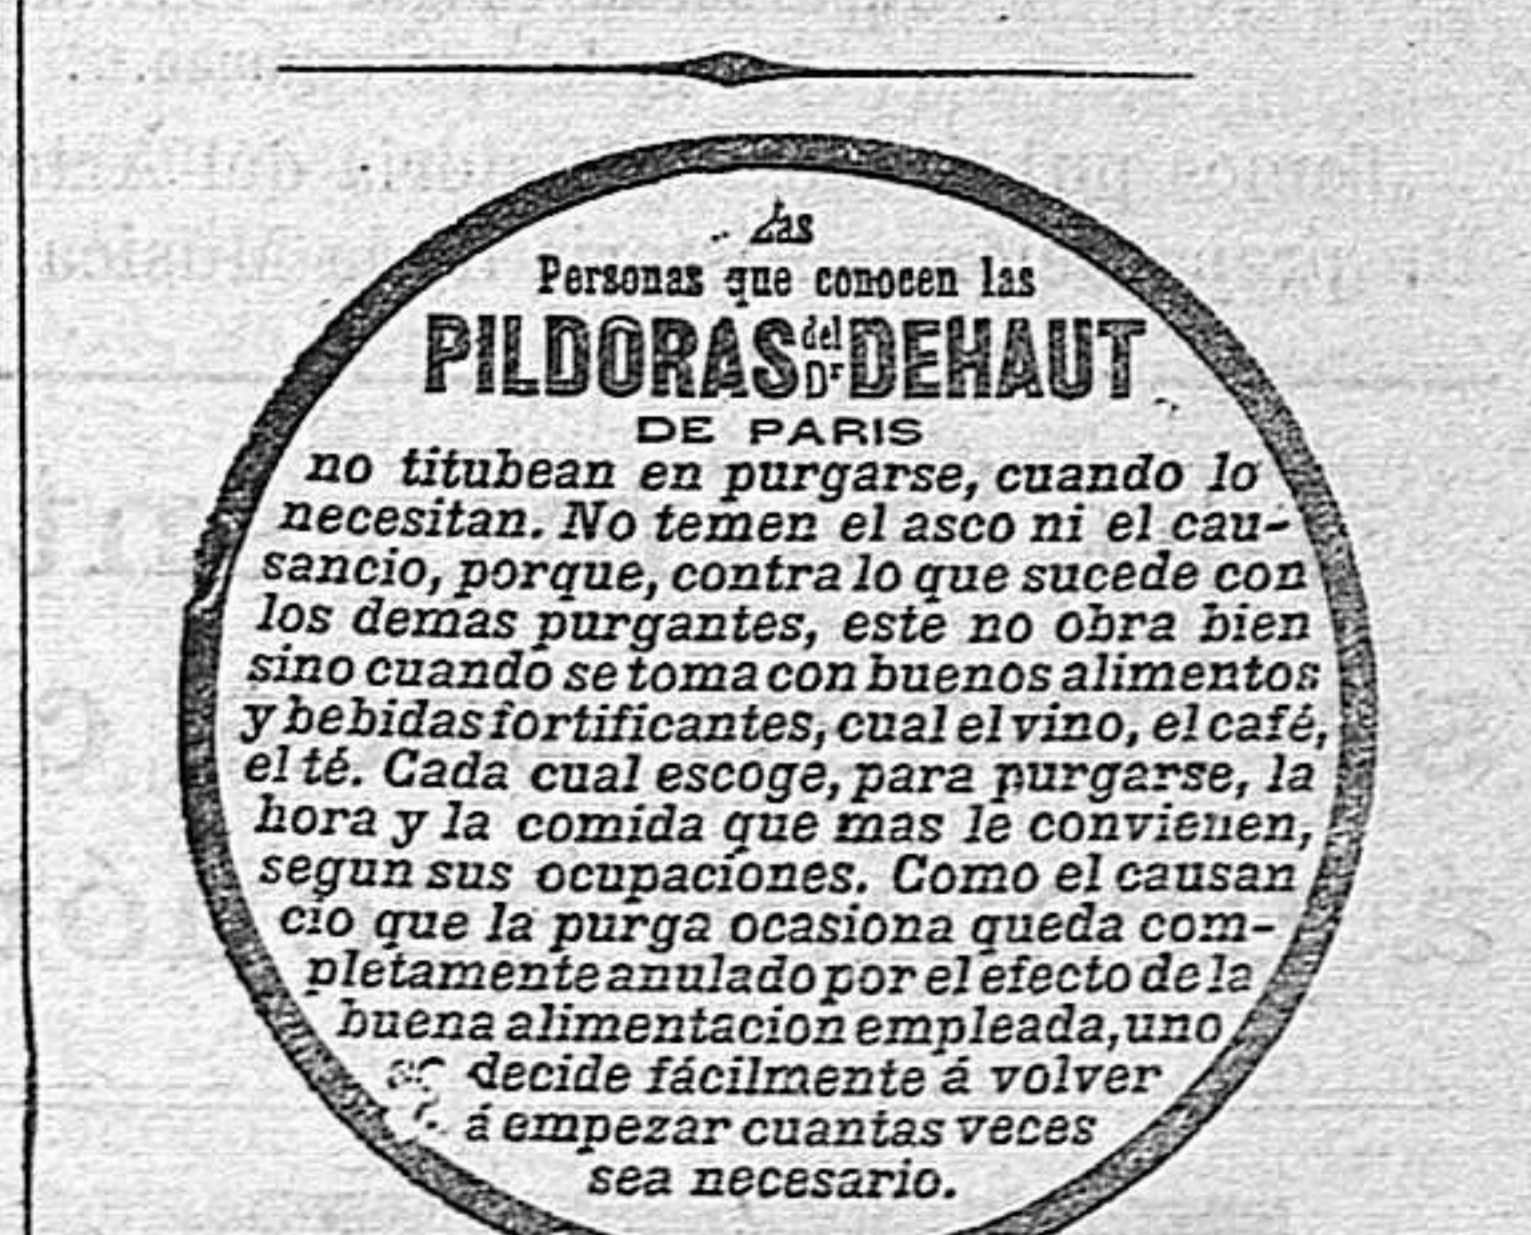 Las
Personas que conocen las
PILDORAS del Dr DEHAUT
DE PARIS
no titubean en purgarse, cuando lo
necesitan. No temen el asco ni el cau-
sancio, porque, contra lo que sucede con
los demas purgantes, este no obra bien
sino cuando se toma con buenos alimentos
y bebidas fortificantes, cual el vino, el café,
el té. Cada cual escoge, para purgarse, la
hora y la comida que mas le convienen,
segun sus ocupaciones. Como el causan
cio que la purga ocasiona queda com-
pletamente anulado por el efecto de la
buena alimentacion empleada, uno
se decide fácilmente á volver
á empezar cuantas veces
sea necesario.